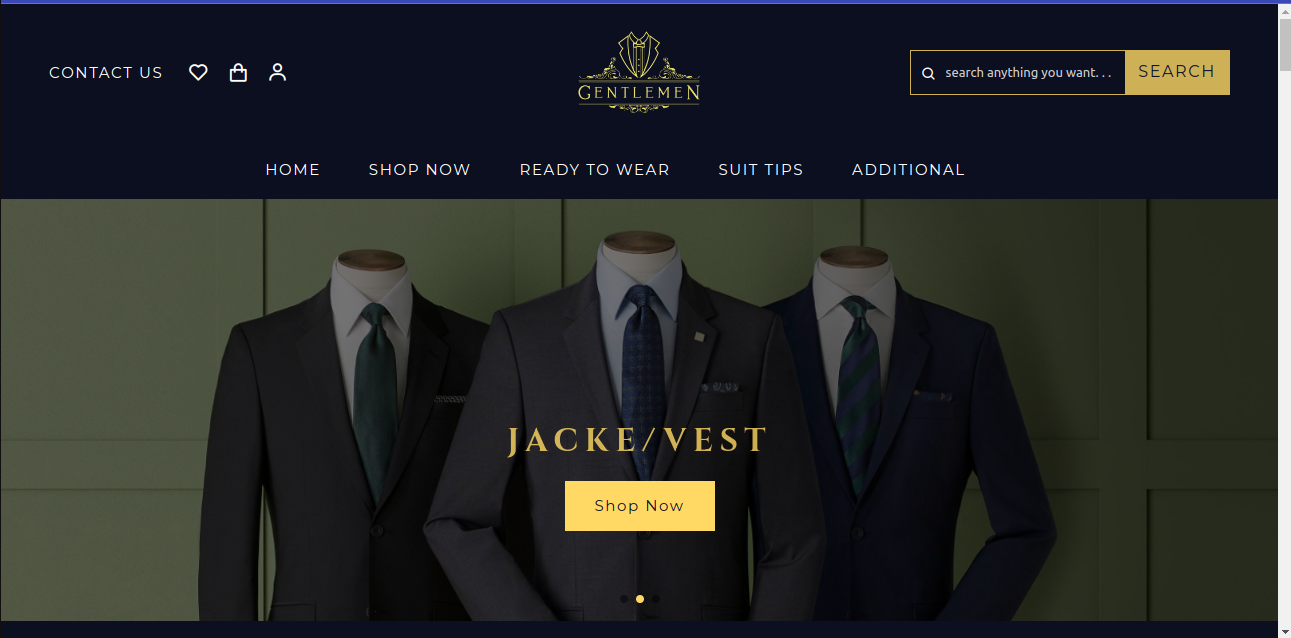 CONTACT US
GENTLEMEN
search anything you want. . .
SEARCH
HOME
SHOP NOW
READY TO WEAR
SUIT TIPS
ADDITIONAL
JACKE/VEST
Shop Now